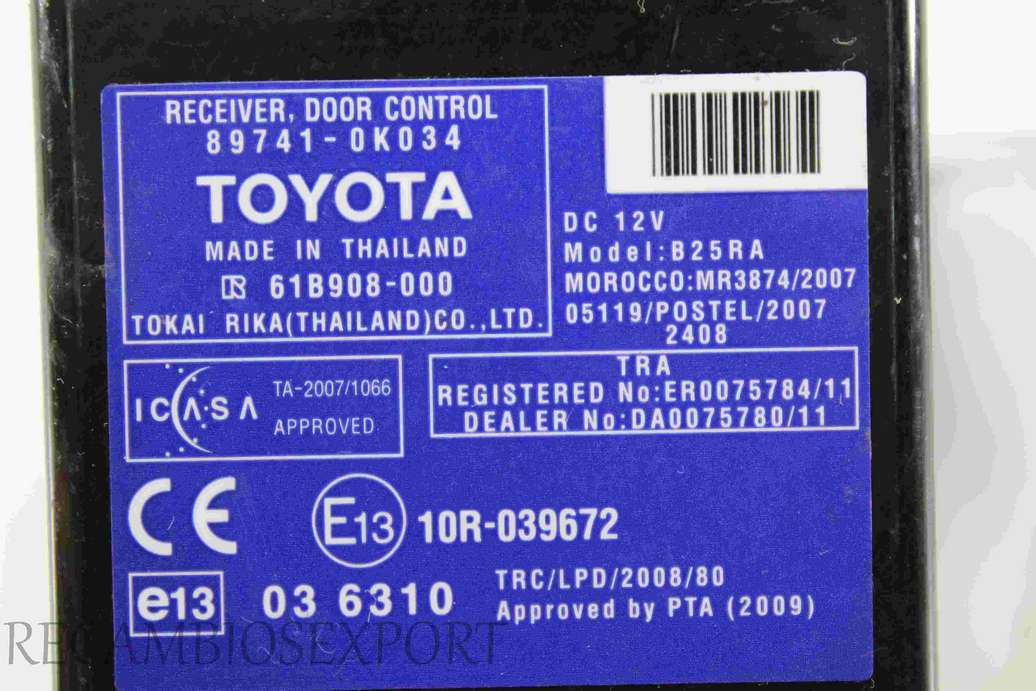 RECEIVER, DOOR CONTROL
89741-0K034
TOYOTA
MADE IN THAILAND
R 61B908-000
TOKAI RIKA(THAILAND)CO.,LTD.
DC 12V
Model:B25RA
MOROCCO:MR3874/2007
05119/POSTEL/2007
2408
ICASA
TA-2007/1066
APPROVED
TRA
REGISTERED No:ER0075784/11
DEALER No:DA0075780/11
CE
E13 10R-039672
e13 03 6310
TRC/LPD/2008/80
Approved by PTA (2009)
RECAMBIOSEXPORT